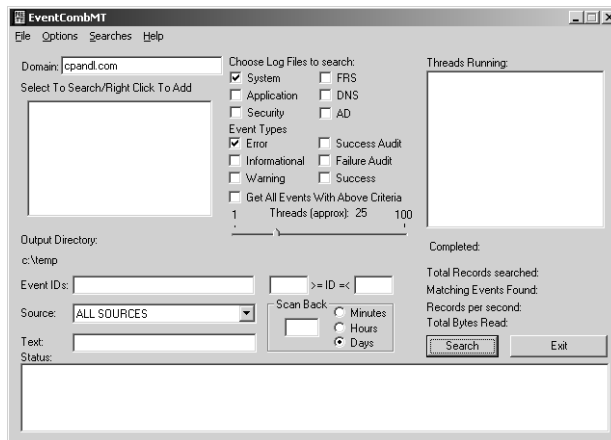 EventCombMT
File Options Searches Help
Domain: cpandl.com
Select To Search/Right Click To Add
Choose Log Files to search:
System FRS
Application DNS
Security AD
Event Types
Error Success Audit
Informational Failure Audit
Warning Success
Get All Events With Above Criteria
1 Threads (approx): 25 100
Threads Running:
Output Directory:
c:\temp
Event IDs: >= ID =<
Source: ALL SOURCES
Text:
Scan Back
Minutes
Hours
Days
Completed:
Total Records searched:
Matching Events Found:
Records per second:
Total Bytes Read:
Search Exit
Status: